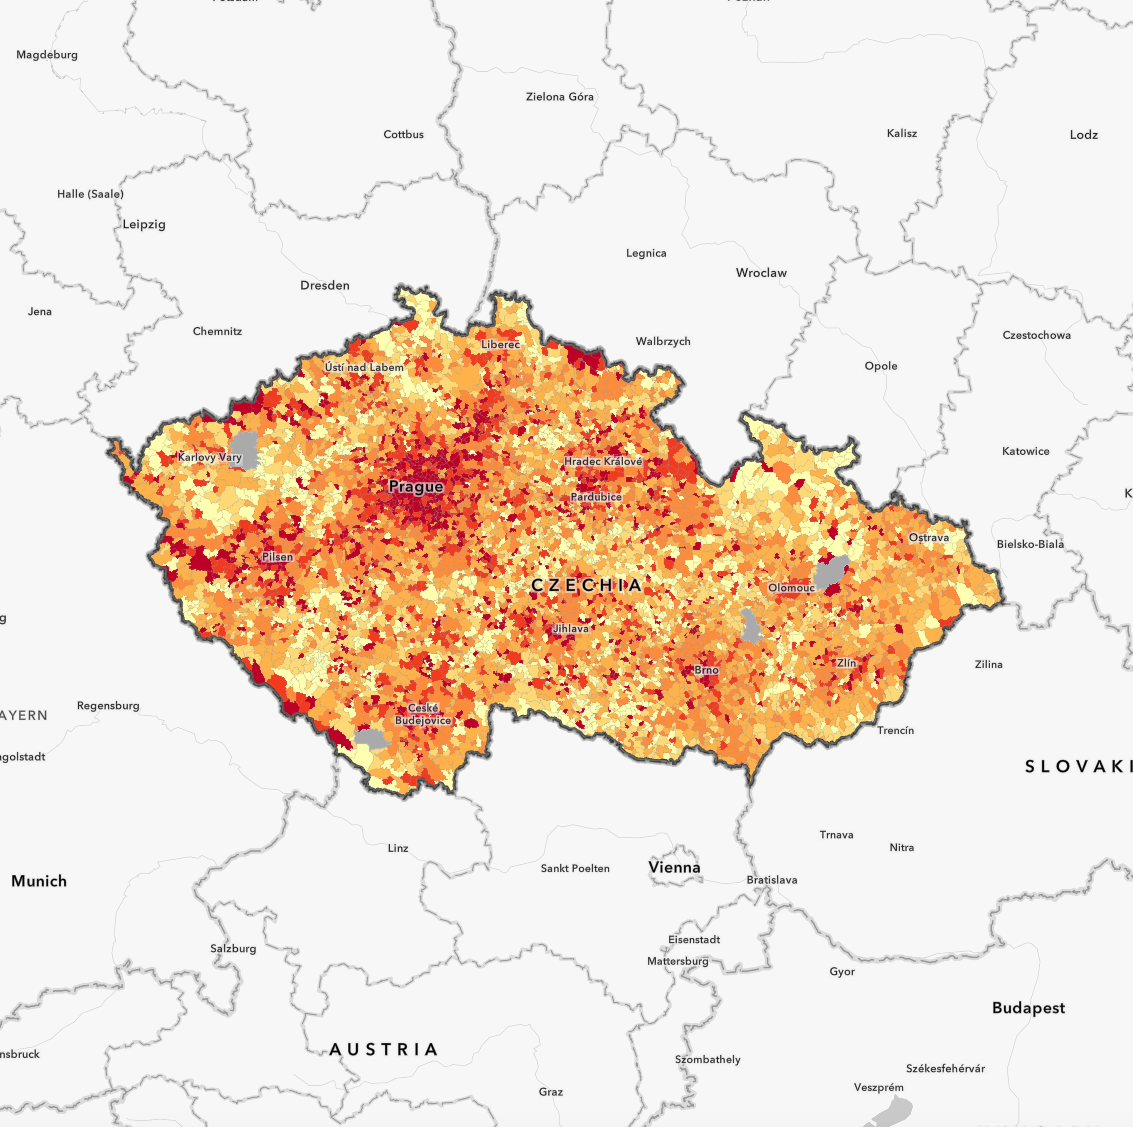 Magdeburg
Zielona Góra
Cottbus
Kalisz
Lodz
Halle (Saale)
Leipzig
Legnica
Wroclaw
Dresden
Jena
Chemnitz
Czestochowa
Liberec
Walbrzych
Ústí nad Labem
Opole
Katowice
Karlovy Vary
Hradec Králové
Prague
K
Pardubice
Ostrava
Bielsko-Biala
Pilsen
CZECHIA
Olomouc
g
Jihlava
Zlín
Zilina
Brno
Regensburg
České
Budějovice
AYERN
Trencín
ngolstadt
SLOVAKI
Trnava
Linz
Nitra
Sankt Poelten
Vienna
Munich
Bratislava
Eisenstadt
Salzburg
Mattersburg
Gyor
Budapest
AUSTRIA
nsbruck
Szombathely
Székesfehérvár
Veszprém
Graz